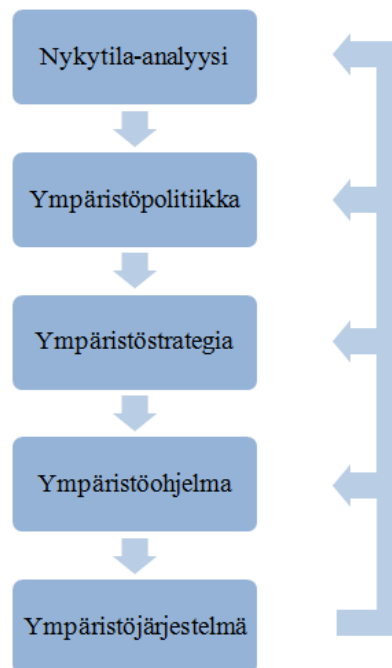 Nykytila-analyysi
Ympäristöpolitiikka
Ympäristöstrategia
Ympäristöohjelma
Ympäristöjärjestelmä